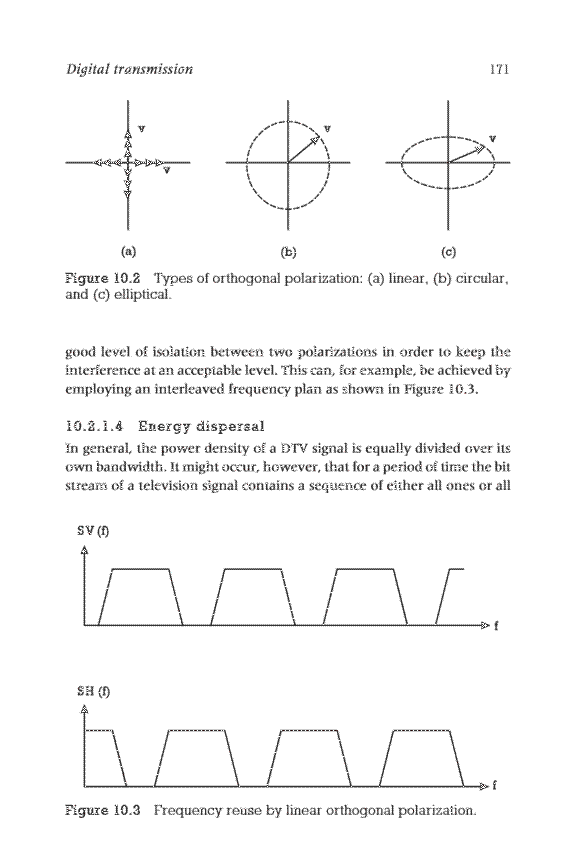 Digital transmission 171
v
v
v
v
(a) (b) (c)
Figure 10.2 Types of orthogonal polarization: (a) linear, (b) circular,
and (c) elliptical.
good level of isolation between two polarizations in order to keep the
interference at an acceptable level. This can, for example, be achieved by
employing an interleaved frequency plan as shown in Figure 10.3.
10.2.1.4 Energy dispersal
In general, the power density of a DTV signal is equally divided over its
own bandwidth. It might occur, however, that for a period of time the bit
stream of a television signal contains a sequence of either all ones or all
SV (f)
f
SH (f)
f
Figure 10.3 Frequency reuse by linear orthogonal polarization.